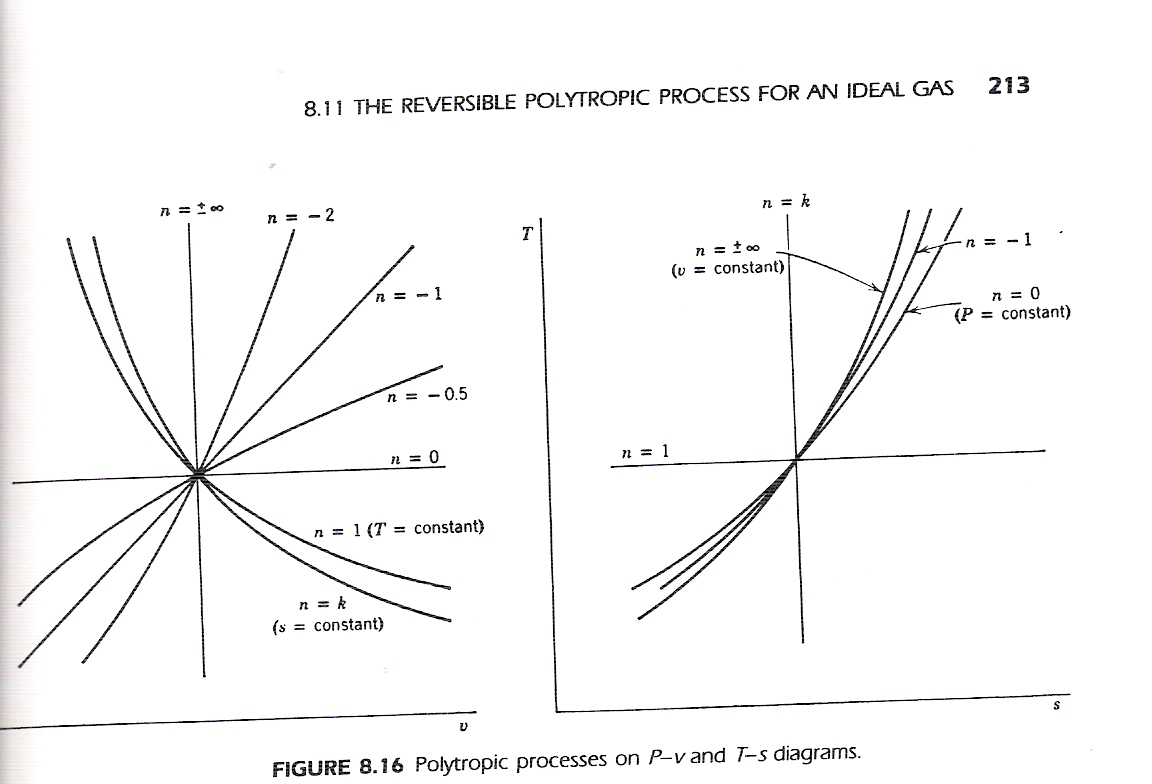 8.11 THE REVERSIBLE POLYTROPIC PROCESS FOR AN IDEAL GAS 213
n = ± ∞
n = − 2
n = − 1
n = − 0.5
n = 0
n = 1 (T = constant)
n = k
(s = constant)
v
T
n = k
n = ± ∞
(v = constant)
n = − 1
n = 0
(P = constant)
n = 1
s
FIGURE 8.16 Polytropic processes on P–v and T–s diagrams.